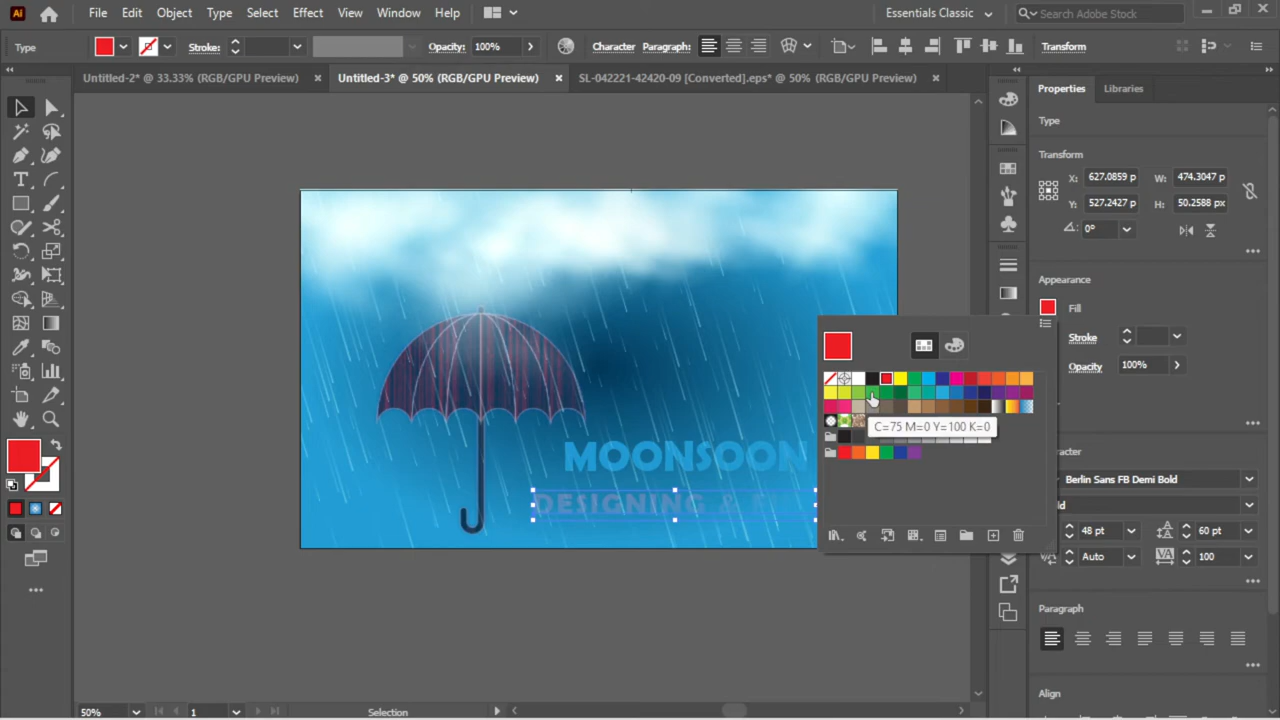 Ai File Edit Object Type Select Effect View Window Help Essentials Classic Search Adobe Stock
Type Stroke: Opacity: 100% Character Paragraph: Transform
Untitled-2* @ 33.33% (RGB/GPU Preview) Untitled-3* @ 50% (RGB/GPU Preview) SL-042221-42420-09 [Converted].eps* @ 50% (RGB/GPU Preview)
Properties Libraries
Type
Transform
X: 627.0859 p W: 474.3047 p
Y: 527.2427 p H: 50.2588 px
0°
Appearance
Fill
Stroke
Opacity 100%
C=75 M=0 Y=100 K=0
MOONSOON
DESIGNING &
Berlin Sans FB Demi Bold
48 pt 60 pt
Auto 100
Paragraph
Align
50% 1 Selection